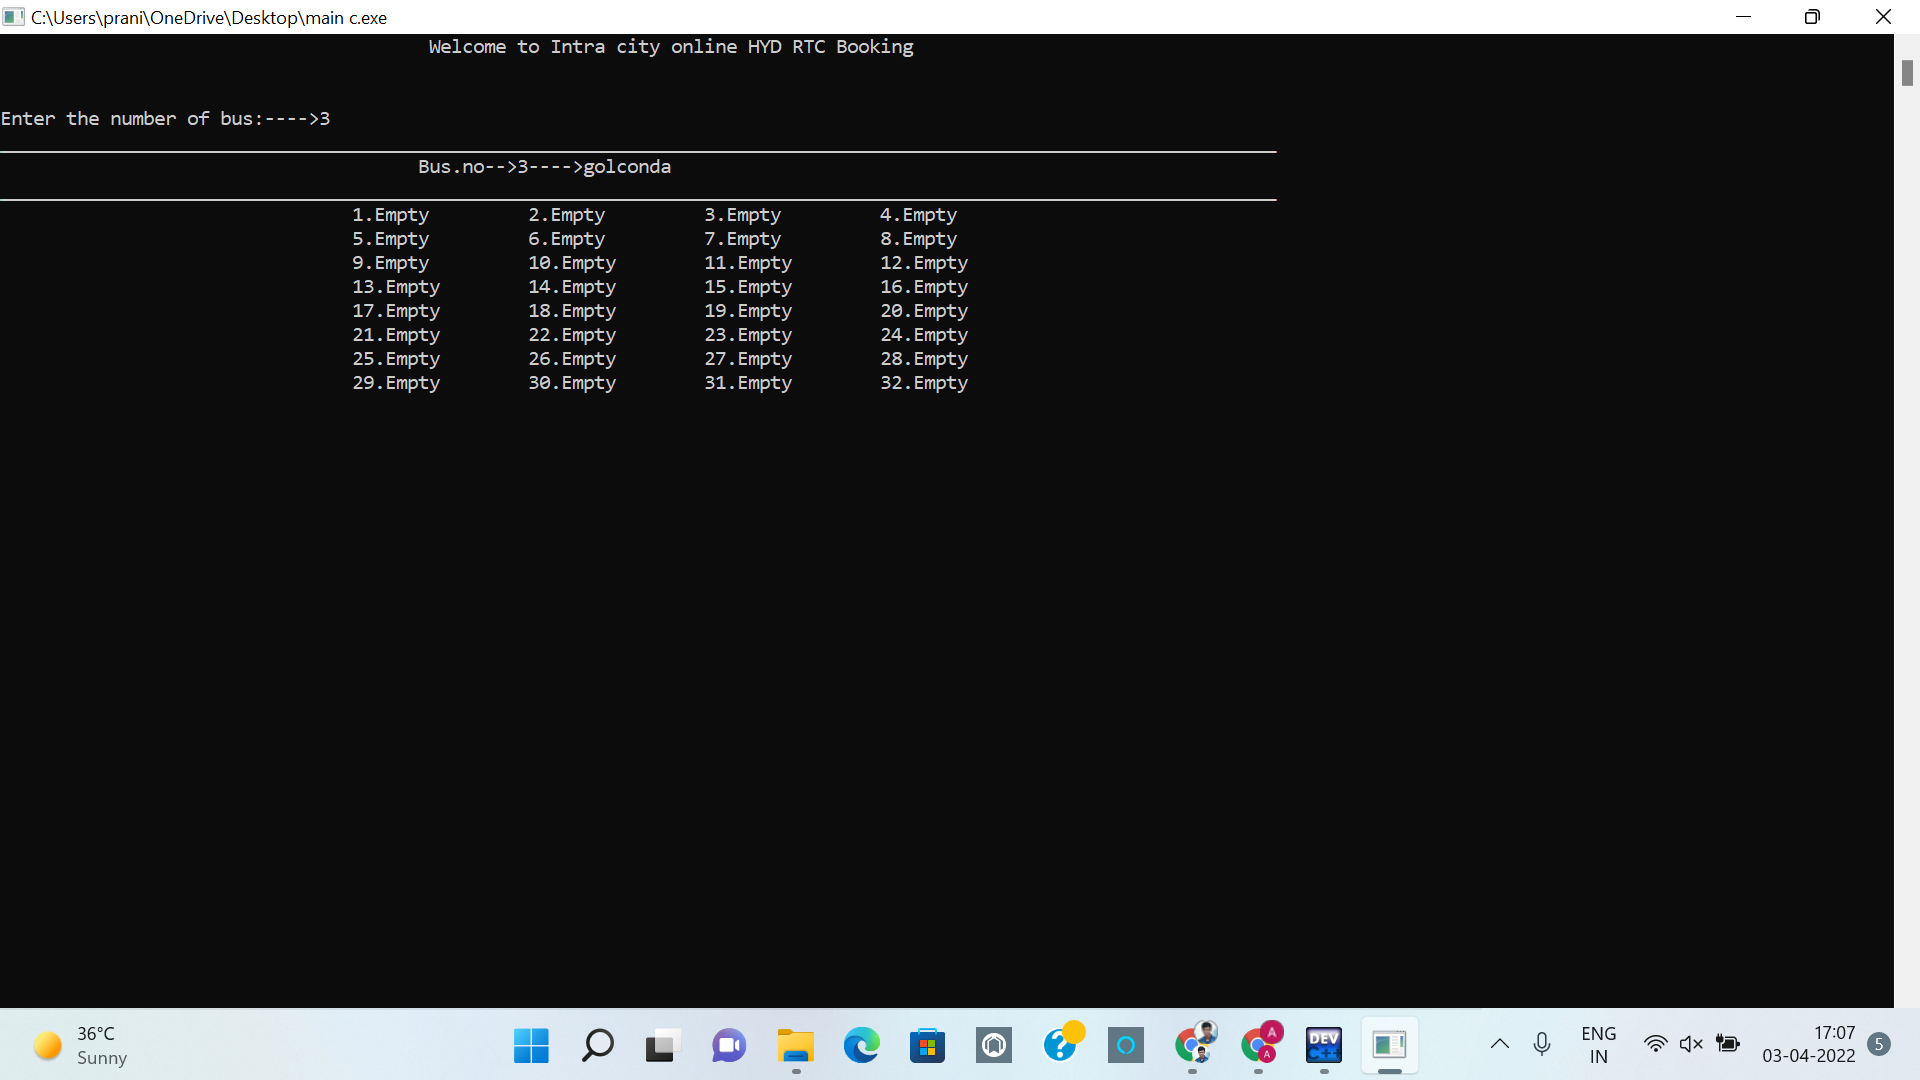 C:\Users\prani\OneDrive\Desktop\main c.exe
Welcome to Intra city online HYD RTC Booking
Enter the number of bus:---->3
Bus.no-->3---->golconda
1.Empty 2.Empty 3.Empty 4.Empty
5.Empty 6.Empty 7.Empty 8.Empty
9.Empty 10.Empty 11.Empty 12.Empty
13.Empty 14.Empty 15.Empty 16.Empty
17.Empty 18.Empty 19.Empty 20.Empty
21.Empty 22.Empty 23.Empty 24.Empty
25.Empty 26.Empty 27.Empty 28.Empty
29.Empty 30.Empty 31.Empty 32.Empty
36°C
Sunny
A
A
DEV
C++
ENG
IN
17:07
03-04-2022
5